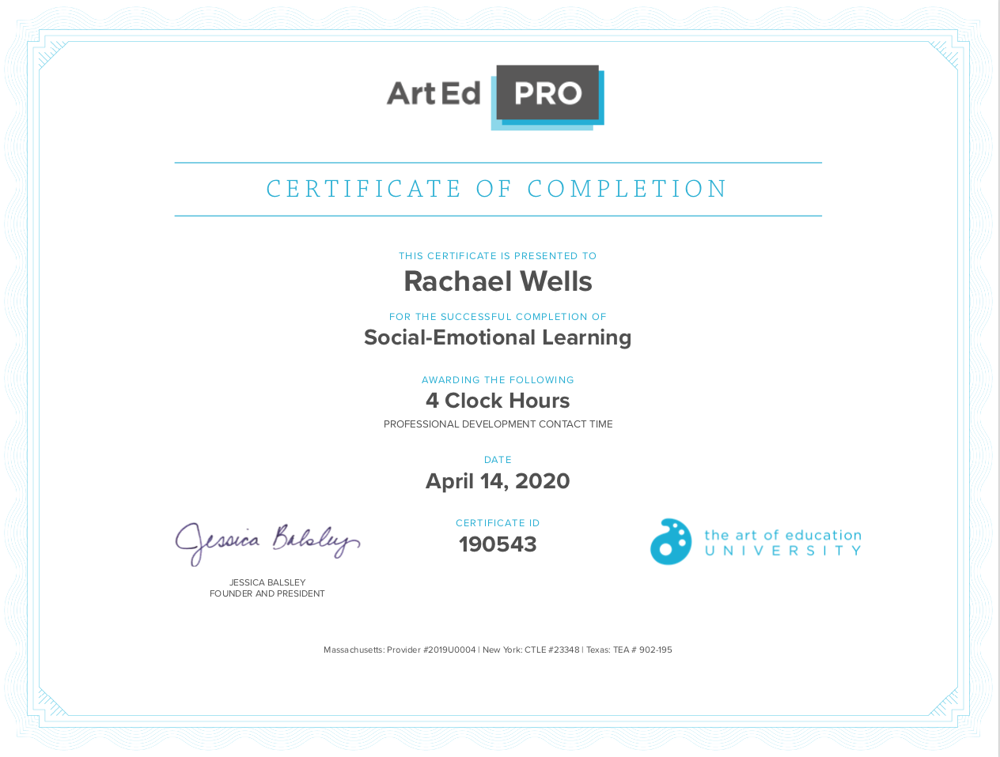 Art Ed PRO
CERTIFICATE OF COMPLETION
THIS CERTIFICATE IS PRESENTED TO
Rachael Wells
FOR THE SUCCESSFUL COMPLETION OF
Social-Emotional Learning
AWARDING THE FOLLOWING
4 Clock Hours
PROFESSIONAL DEVELOPMENT CONTACT TIME
DATE
April 14, 2020
CERTIFICATE ID
190543
Jessica Balsley
JESSICA BALSLEY
FOUNDER AND PRESIDENT
the art of education
UNIVERSITY
Massachusetts: Provider #2019U0004 | New York: CTLE #23348 | Texas: TEA # 902-195